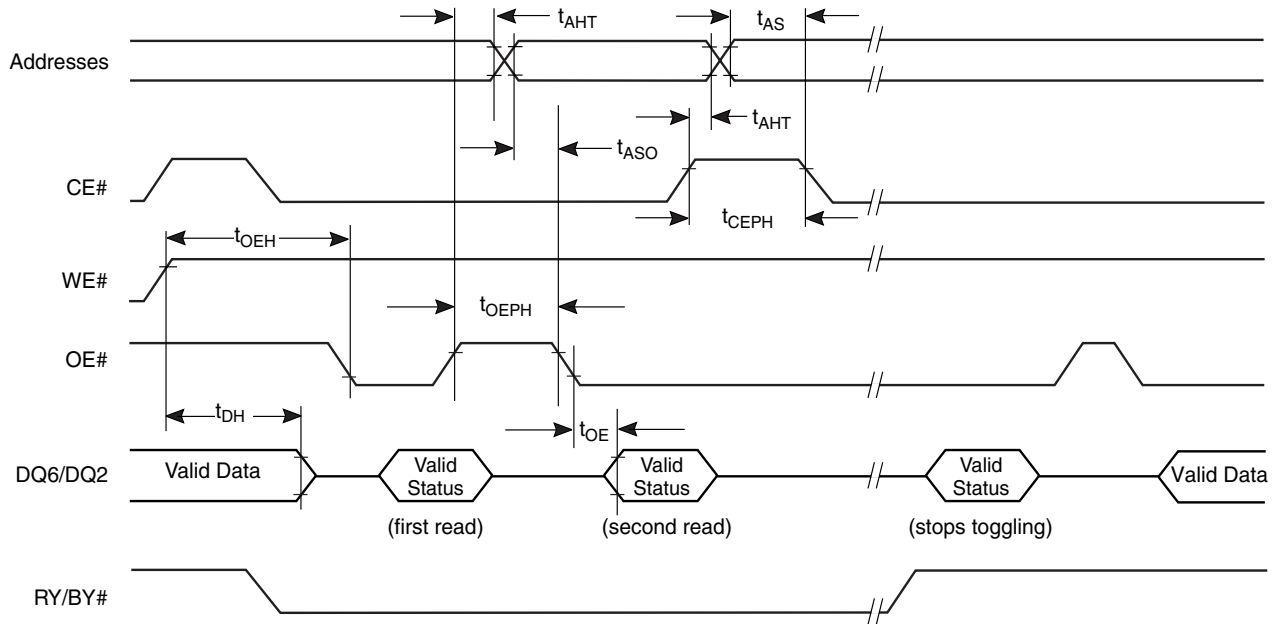 tAHT
tAS
Addresses
tAHT
tASO
CE#
tCEPH
tOEH
WE#
tOEPH
OE#
tDH
tOE
DQ6/DQ2
Valid Data
Valid
Status
Valid
Status
Valid
Status
Valid Data
(first read)
(second read)
(stops toggling)
RY/BY#